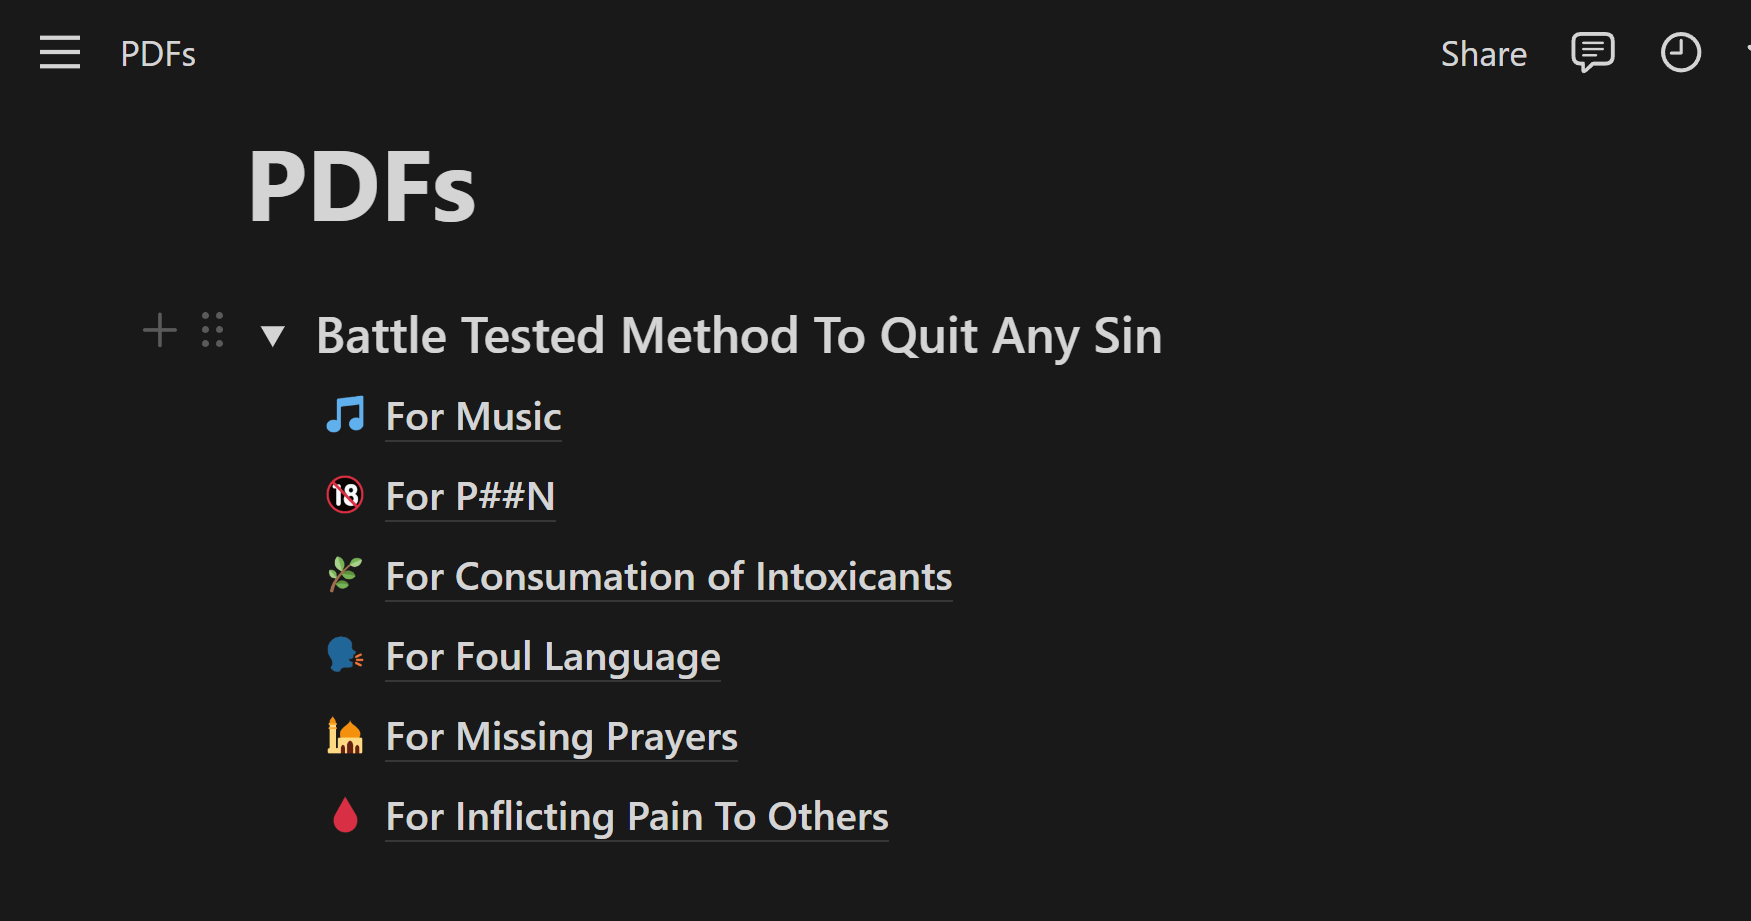 PDFs
Share
PDFs
Battle Tested Method To Quit Any Sin
For Music
🔞 For P##N
For Consumation of Intoxicants
For Foul Language
For Missing Prayers
For Inflicting Pain To Others